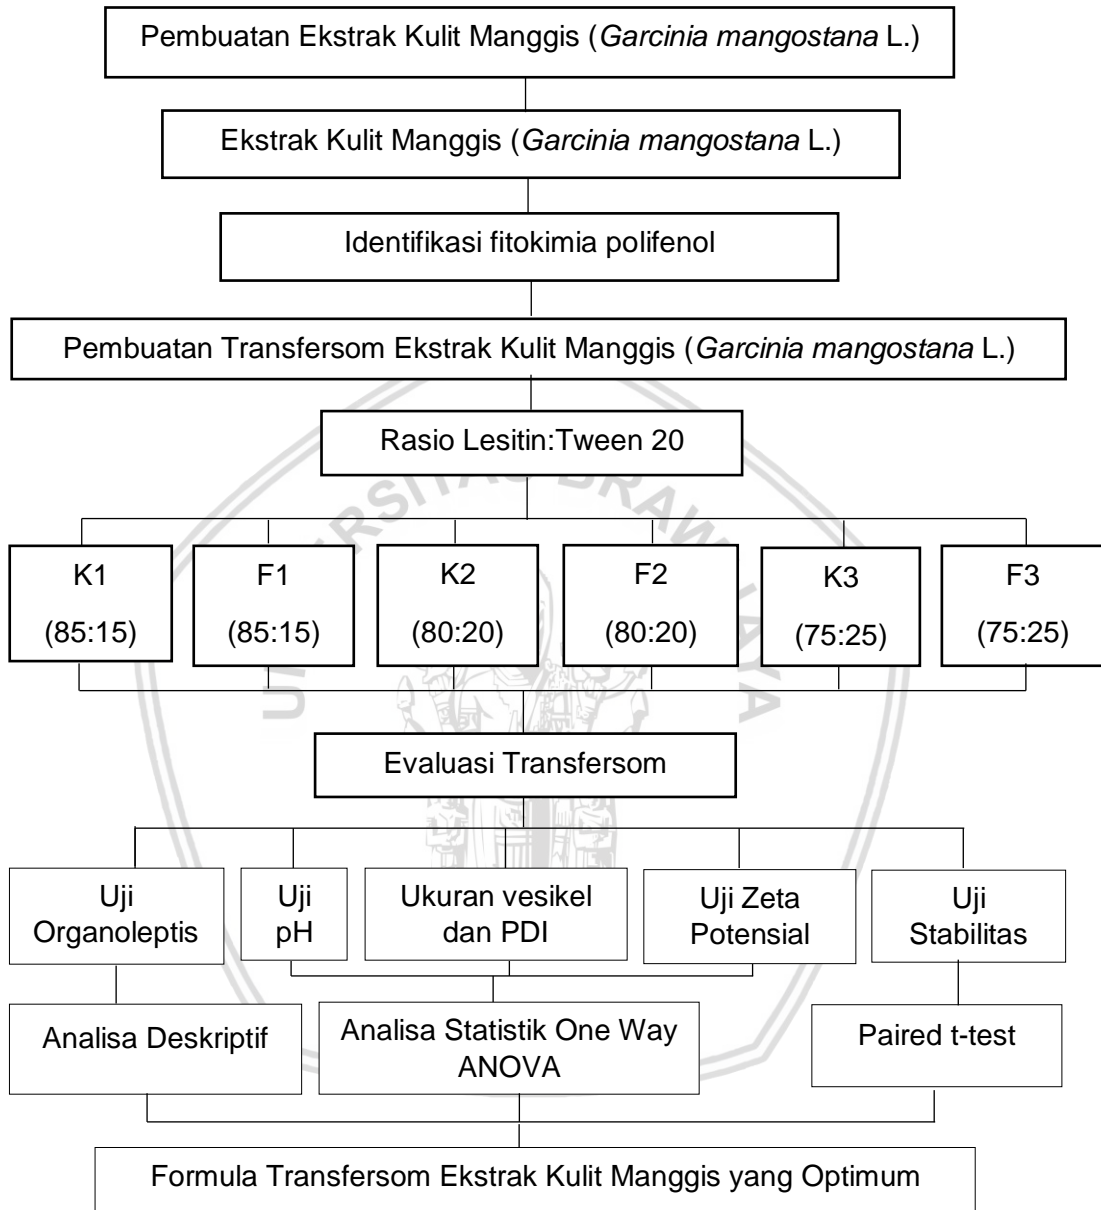 Pembuatan Ekstrak Kulit Manggis (Garcinia mangostana L.)
Ekstrak Kulit Manggis (Garcinia mangostana L.)
Identifikasi fitokimia polifenol
Pembuatan Transfersom Ekstrak Kulit Manggis (Garcinia mangostana L.)
Rasio Lesitin:Tween 20
K1
(85:15)
F1
(85:15)
K2
(80:20)
F2
(80:20)
K3
(75:25)
F3
(75:25)
Evaluasi Transfersom
Uji
Organoleptis
Uji
pH
Ukuran vesikel
dan PDI
Uji Zeta
Potensial
Uji
Stabilitas
Analisa Deskriptif
Analisa Statistik One Way
ANOVA
Paired t-test
Formula Transfersom Ekstrak Kulit Manggis yang Optimum